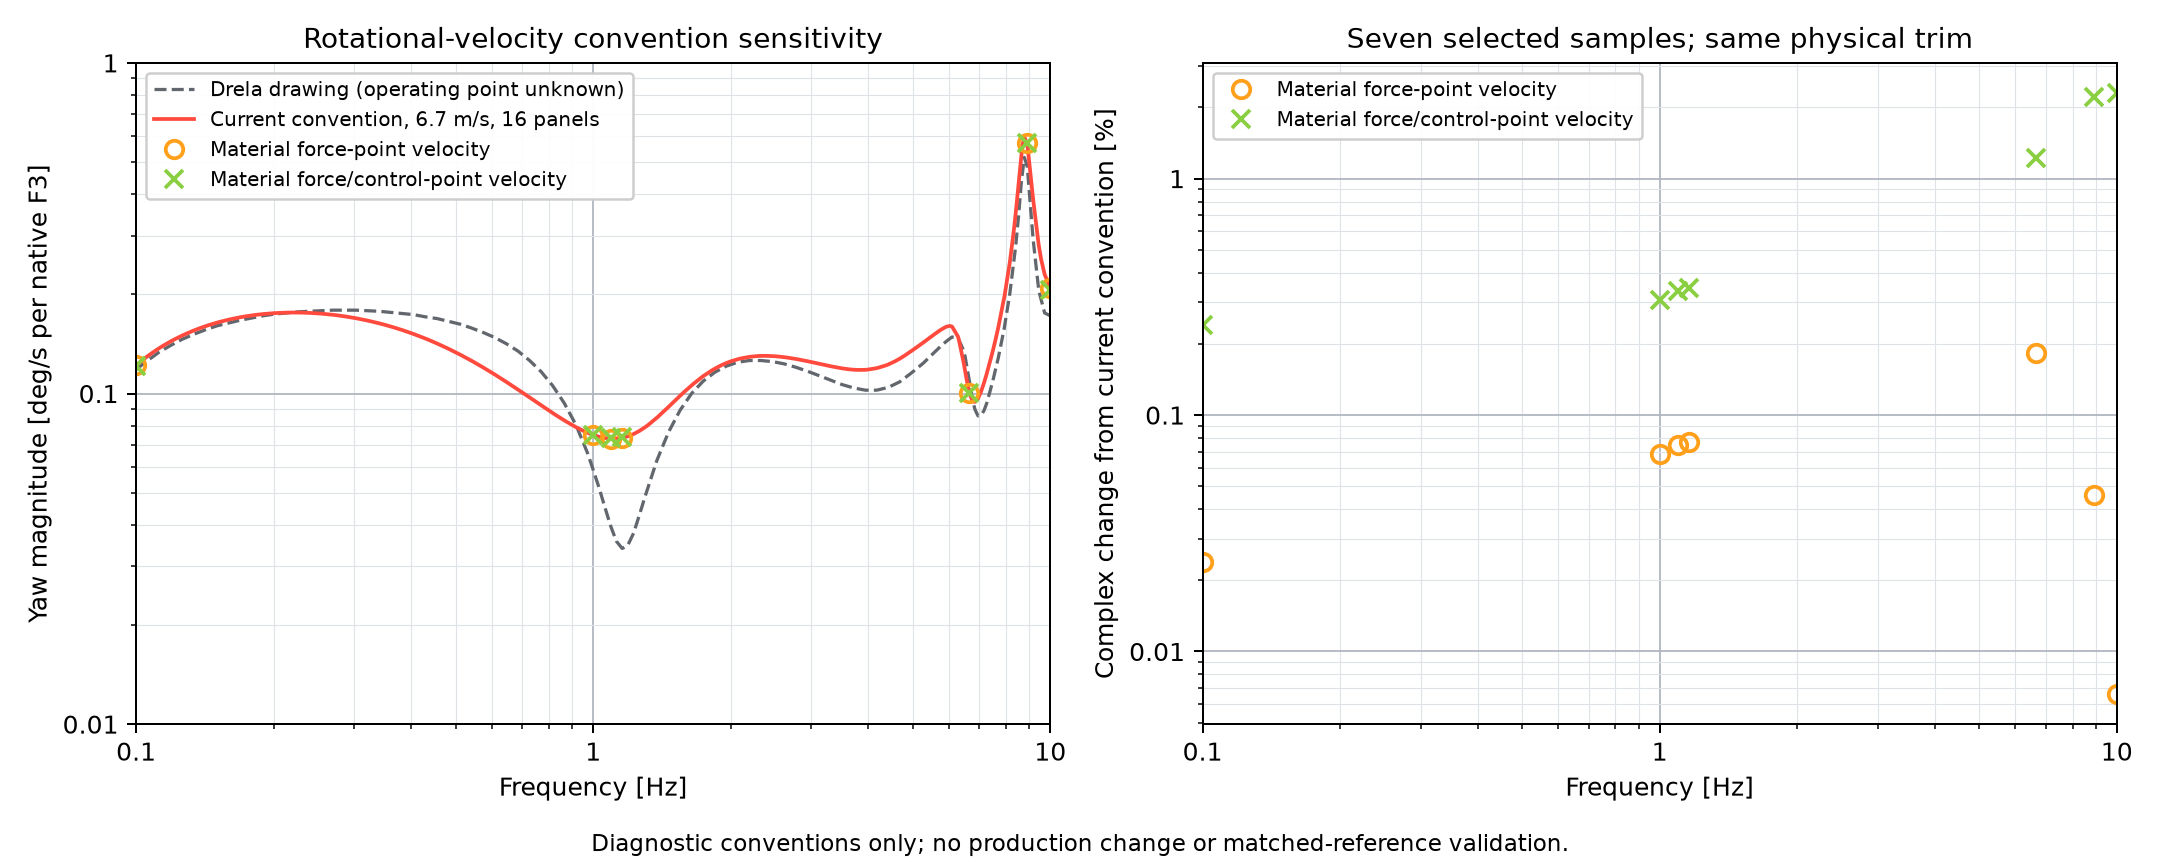 Rotational-velocity convention sensitivity
Drela drawing (operating point unknown)
Current convention, 6.7 m/s, 16 panels
Material force-point velocity
Material force/control-point velocity
Yaw magnitude [deg/s per native F3]
1
0.1
0.01
0.1
1
10
Frequency [Hz]
Seven selected samples; same physical trim
Material force-point velocity
Material force/control-point velocity
Complex change from current convention [%]
1
0.1
0.01
0.1
1
10
Frequency [Hz]
Diagnostic conventions only; no production change or matched-reference validation.